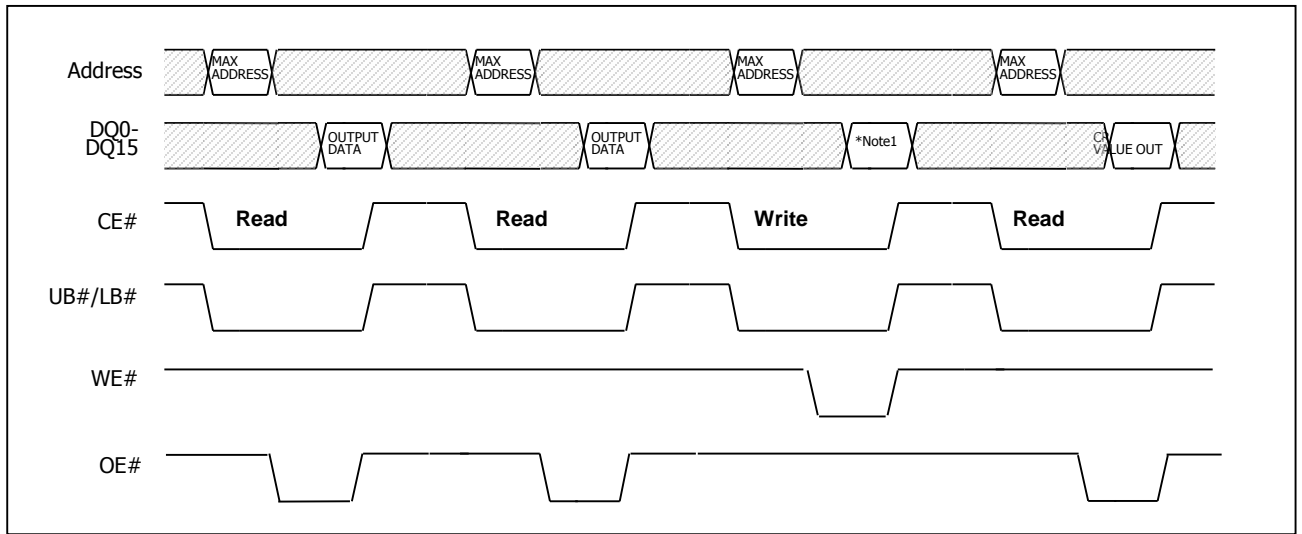 Address
MAX
ADDRESS
MAX
ADDRESS
MAX
ADDRESS
MAX
ADDRESS
DQ0-
DQ15
OUTPUT
DATA
OUTPUT
DATA
*Note1
CR
VALUE OUT
CE#
Read
Read
Write
Read
UB#/LB#
WE#
OE#